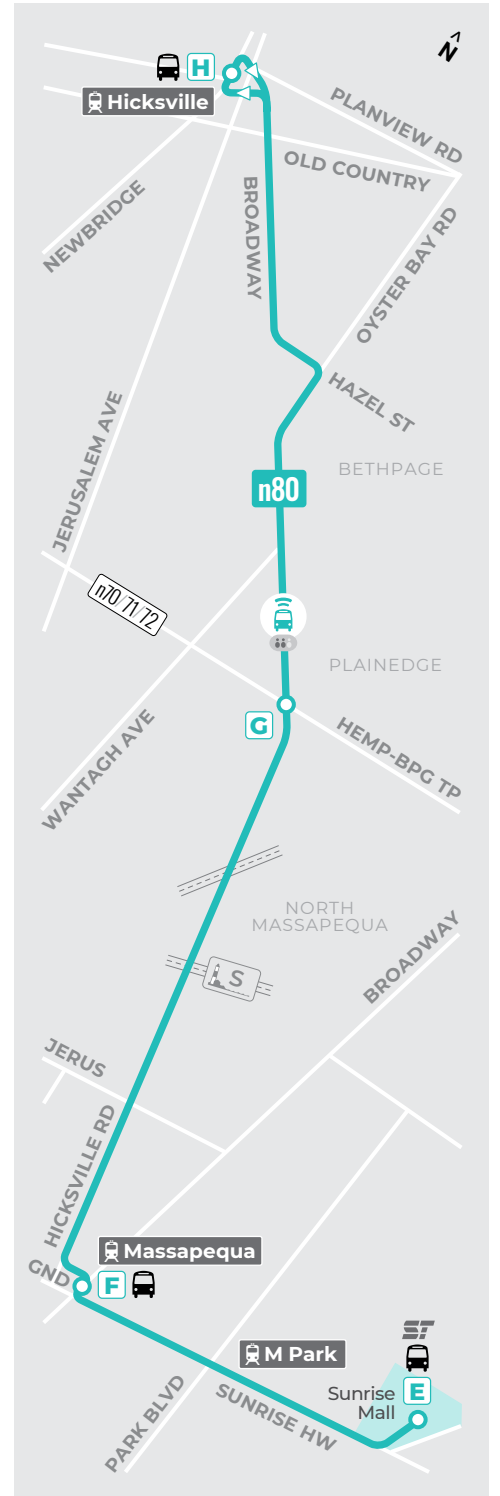 N
H
Hicksville
PLANVIEW RD
OLD COUNTRY
NEWBRIDGE
BROADWAY
OYSTER BAY RD
HAZEL ST
JERUSALEM AVE
BETHPAGE
n80
n70/71/72
PLAINEDGE
G
HEMP-BPG TP
WANTAGH AVE
NORTH
MASSAPEQUA
BROADWAY
S
JERUS
HICKSVILLE RD
Massapequa
GND
F
ST
M Park
Sunrise
Mall
E
PARK BLVD
SUNRISE HW